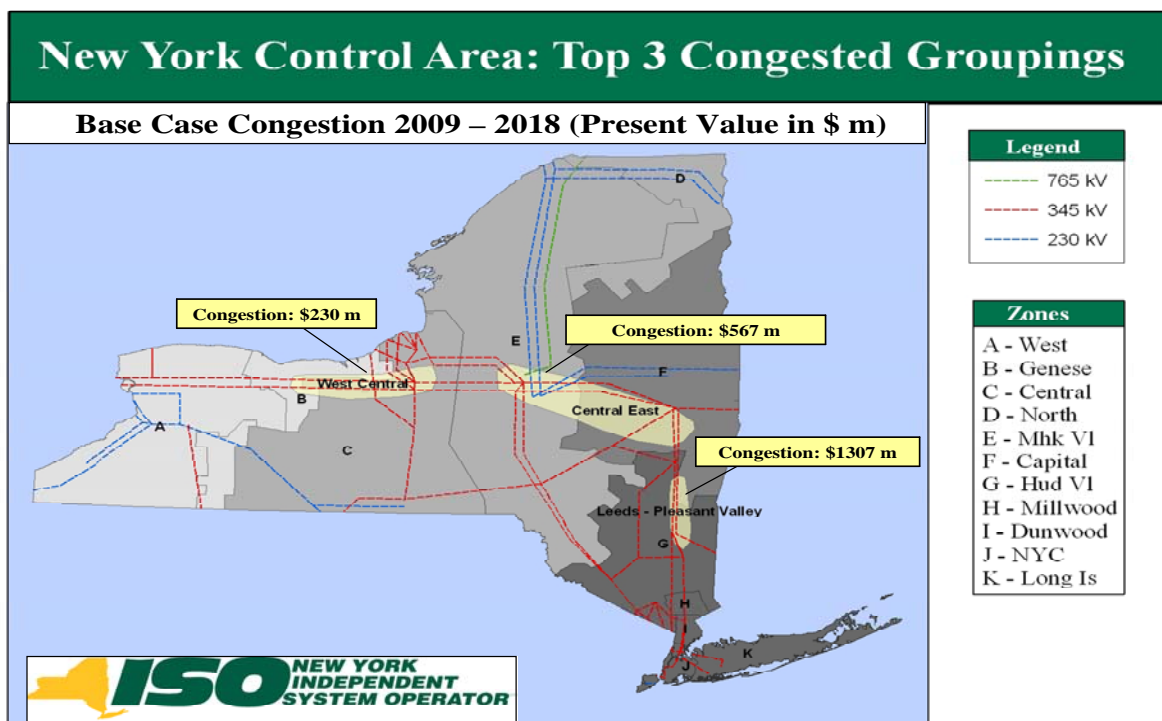 New York Control Area: Top 3 Congested Groupings
Base Case Congestion 2009 – 2018 (Present Value in $ m)
Legend
765 kV
345 kV
230 kV
Zones
A - West
B - Genese
C - Central
D - North
E - Mhk Vl
F - Capital
G - Hud Vl
H - Millwood
I - Dunwood
J - NYC
K - Long Is
D
Congestion: $230 m
Congestion: $567 m
E
F
West Central
B
Central East
A
C
Congestion: $1307 m
Leeds - Pleasant Valley
G
H
I
K
J
ISO NEW YORK
INDEPENDENT
SYSTEM OPERATOR